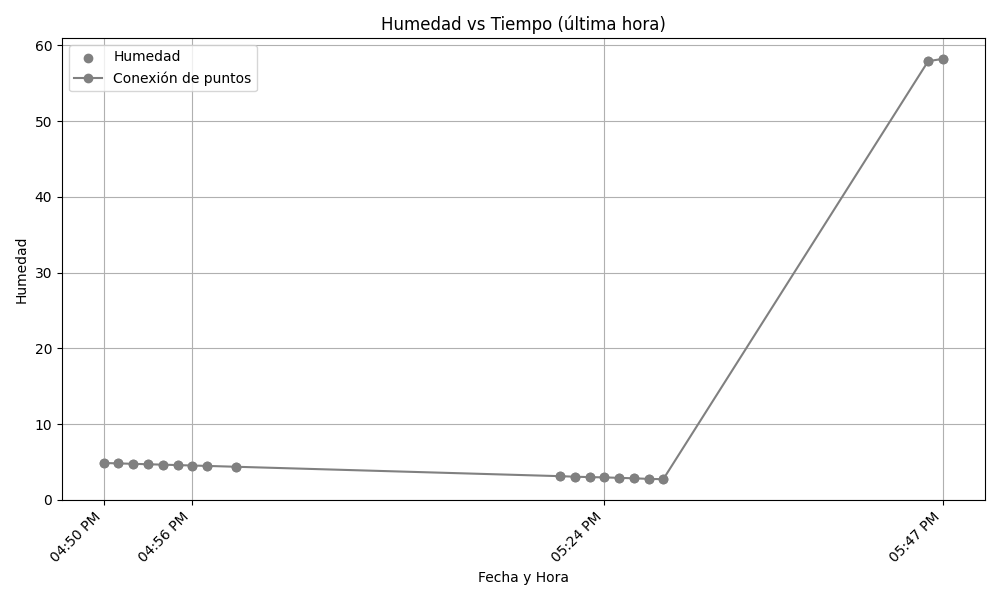 Humedad vs Tiempo (última hora)
Humedad
Conexión de puntos
60
50
40
30
20
10
0
Humedad
04:50 PM
04:56 PM
05:24 PM
05:47 PM
Fecha y Hora